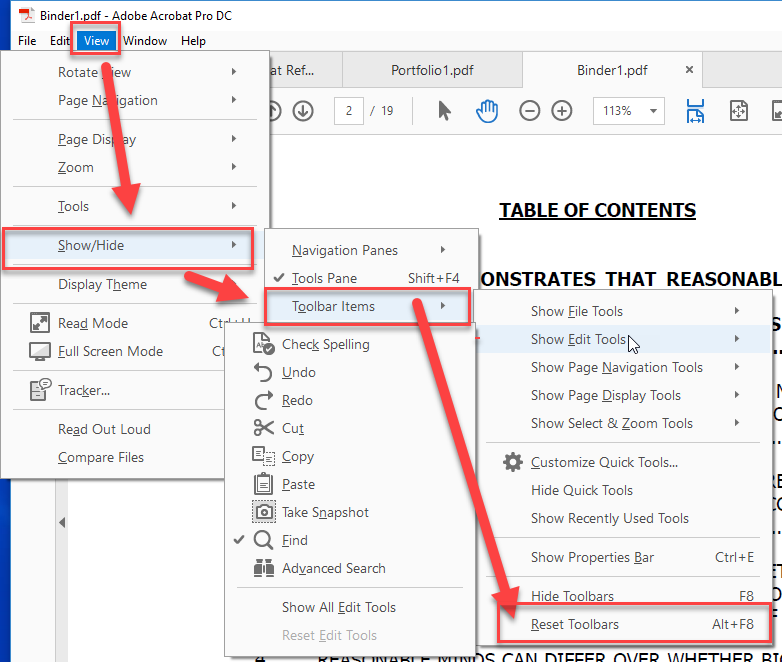 Binder1.pdf - Adobe Acrobat Pro DC
File Edit View Window Help
at Ref... Portfolio1.pdf Binder1.pdf ×
2 / 19 113%
Rotate View
Page Navigation
Page Display
Zoom
Tools
Show/Hide
Display Theme
Read Mode
Full Screen Mode
Tracker...
Read Out Loud
Compare Files
Navigation Panes
Tools Pane Shift+F4
Toolbar Items
Check Spelling
Undo
Redo
Cut
Copy
Paste
Take Snapshot
Find
Advanced Search
Show All Edit Tools
Reset Edit Tools
Show File Tools
Show Edit Tools
Show Page Navigation Tools
Show Page Display Tools
Show Select & Zoom Tools
Customize Quick Tools...
Hide Quick Tools
Show Recently Used Tools
Show Properties Bar Ctrl+E
Hide Toolbars F8
Reset Toolbars Alt+F8
TABLE OF CONTENTS
ONSTRATES THAT REASONABL
REASONABLE MINDS CAN DIFFER OVER WHETHER